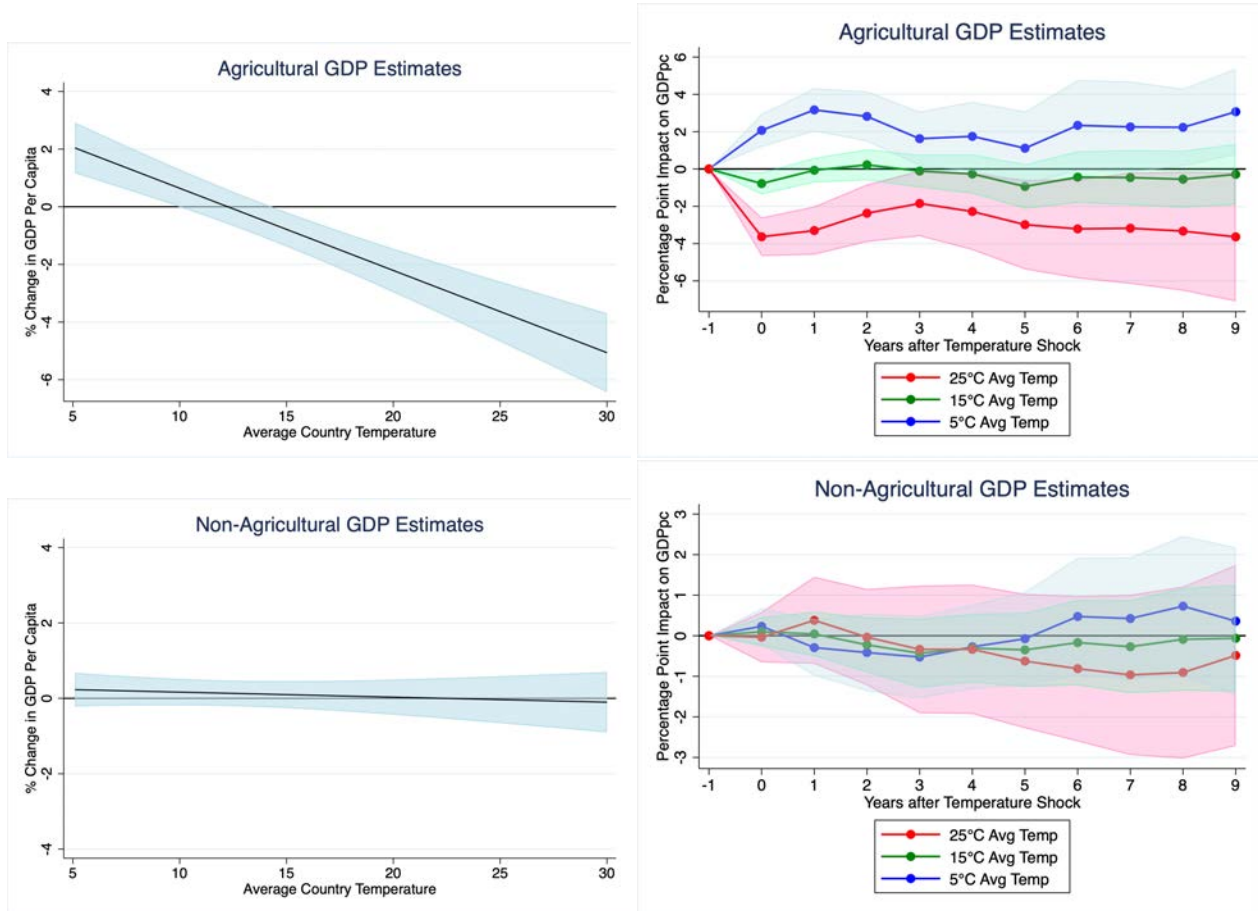 Agricultural GDP Estimates
% Change in GDP Per Capita
4
2
0
-2
-4
-6
5 10 15 20 25 30
Average Country Temperature
Agricultural GDP Estimates
Percentage Point Impact on GDPpc
6
4
2
0
-2
-4
-6
-1 0 1 2 3 4 5 6 7 8 9
Years after Temperature Shock
25°C Avg Temp
15°C Avg Temp
5°C Avg Temp
Non-Agricultural GDP Estimates
% Change in GDP Per Capita
4
2
0
-2
-4
5 10 15 20 25 30
Average Country Temperature
Non-Agricultural GDP Estimates
Percentage Point Impact on GDPpc
3
2
1
0
-1
-2
-3
-1 0 1 2 3 4 5 6 7 8 9
Years after Temperature Shock
25°C Avg Temp
15°C Avg Temp
5°C Avg Temp